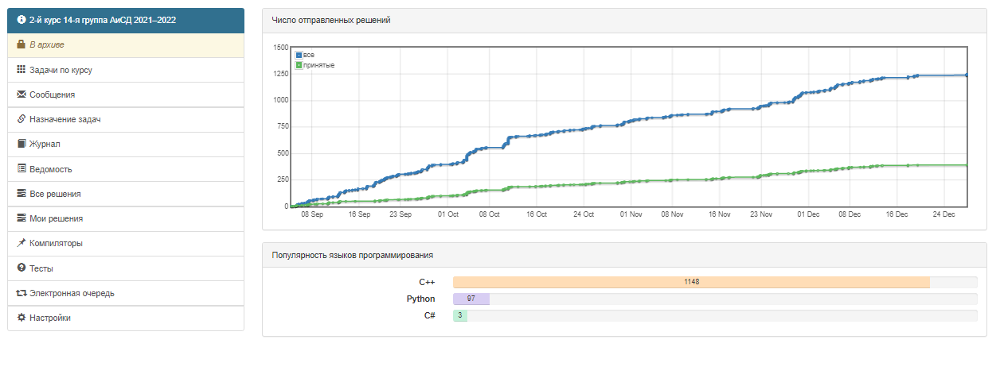 2-й курс 14-я группа АиСД 2021–2022
В архиве
Задачи по курсу
Сообщения
Назначение задач
Журнал
Ведомость
Все решения
Мои решения
Компиляторы
Тесты
Электронная очередь
Настройки
Число отправленных решений
все
принятые
1500
1250
1000
750
500
250
0
08 Sep 16 Sep 23 Sep 01 Oct 08 Oct 16 Oct 24 Oct 01 Nov 08 Nov 16 Nov 23 Nov 01 Dec 08 Dec 16 Dec 24 Dec
Популярность языков программирования
C++ 1148
Python 97
C# 3